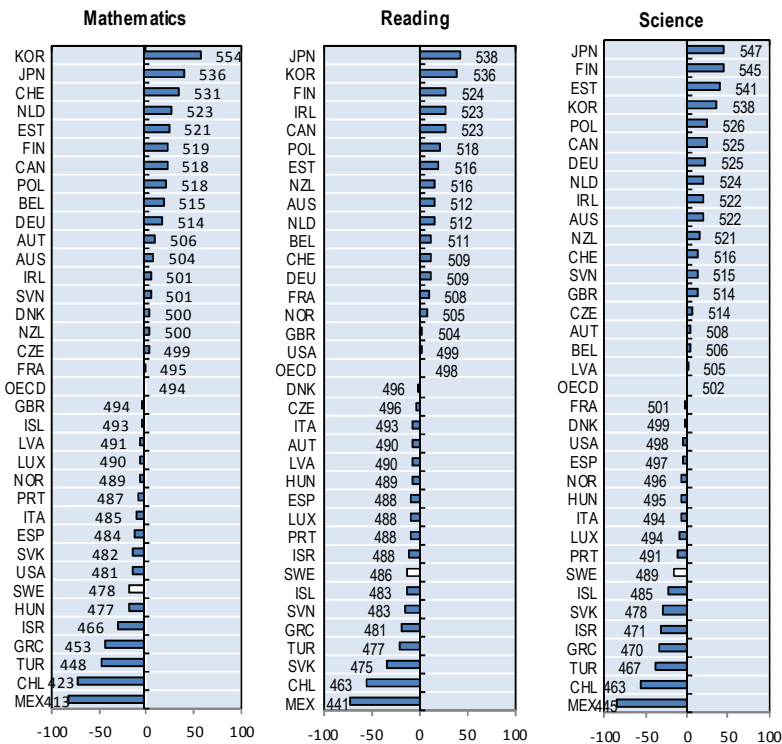 Mathematics
KOR 554
JPN 536
CHE 531
NLD 523
EST 521
FIN 519
CAN 518
POL 518
BEL 515
DEU 514
AUT 506
AUS 504
IRL 501
SVN 501
DNK 500
NZL 500
CZE 499
FRA 495
OECD 494
GBR 494
ISL 493
LVA 491
LUX 490
NOR 489
PRT 487
ITA 485
ESP 484
SVK 482
USA 481
SWE 478
HUN 477
ISR 466
GRC 453
TUR 448
CHL 423
MEX 413
-100 -50 0 50 100
Reading
JPN 538
KOR 536
FIN 524
IRL 523
CAN 523
POL 518
EST 516
NZL 516
AUS 512
NLD 512
BEL 511
CHE 509
DEU 509
FRA 508
NOR 505
GBR 504
USA 499
OECD 498
DNK 496
CZE 496
ITA 493
AUT 490
LVA 490
HUN 489
ESP 488
LUX 488
PRT 488
ISR 488
SWE 486
ISL 483
SVN 483
GRC 481
TUR 477
SVK 475
CHL 463
MEX 441
-100 -50 0 50 100
Science
JPN 547
FIN 545
EST 541
KOR 538
POL 526
CAN 525
DEU 525
NLD 524
IRL 522
AUS 522
NZL 521
CHE 516
SVN 515
GBR 514
CZE 514
AUT 508
BEL 506
LVA 505
OECD 502
FRA 501
DNK 499
USA 498
ESP 497
NOR 496
HUN 495
ITA 494
LUX 494
PRT 491
SWE 489
ISL 485
SVK 478
ISR 471
GRC 470
TUR 467
CHL 463
MEX 445
-100 -50 0 50 100